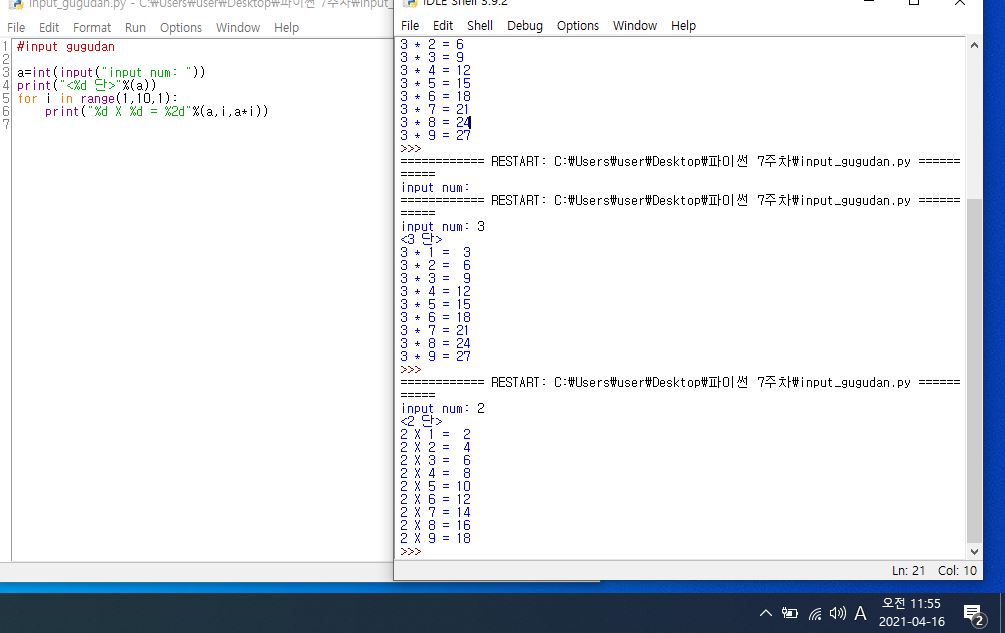 input_gugudan.py - C:₩Users₩user₩Desktop₩파이썬 7주차₩input_
File Edit Format Run Options Window Help
1 #input gugudan
2
3 a=int(input("input num: "))
4 print("<%d 단>"%(a))
5 for i in range(1,10,1):
6     print("%d X %d = %2d"%(a,i,a*i))
7
IDLE Shell 3.9.2
File Edit Shell Debug Options Window Help
3 * 2 = 6
3 * 3 = 9
3 * 4 = 12
3 * 5 = 15
3 * 6 = 18
3 * 7 = 21
3 * 8 = 24
3 * 9 = 27
>>>
============ RESTART: C:₩Users₩user₩Desktop₩파이썬 7주차₩input_gugudan.py ======
=====
input num:
============ RESTART: C:₩Users₩user₩Desktop₩파이썬 7주차₩input_gugudan.py ======
=====
input num: 3
<3 단>
3 * 1 =  3
3 * 2 =  6
3 * 3 =  9
3 * 4 = 12
3 * 5 = 15
3 * 6 = 18
3 * 7 = 21
3 * 8 = 24
3 * 9 = 27
>>>
============ RESTART: C:₩Users₩user₩Desktop₩파이썬 7주차₩input_gugudan.py ======
=====
input num: 2
<2 단>
2 X 1 =  2
2 X 2 =  4
2 X 3 =  6
2 X 4 =  8
2 X 5 = 10
2 X 6 = 12
2 X 7 = 14
2 X 8 = 16
2 X 9 = 18
>>>
Ln: 21 Col: 10
A
오전 11:55
2021-04-16
2